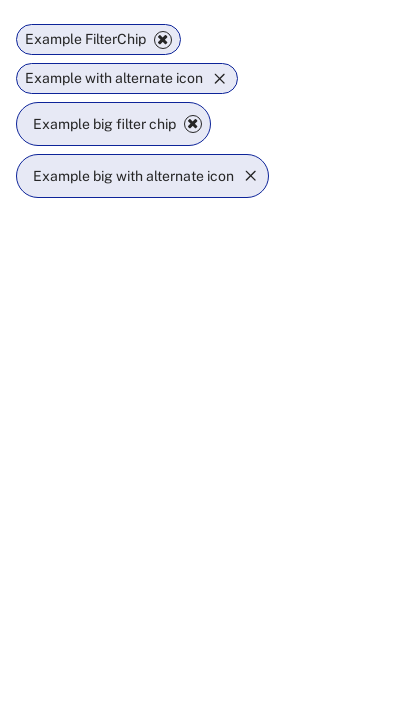 Example FilterChip
Example with alternate icon
Example big filter chip
Example big with alternate icon